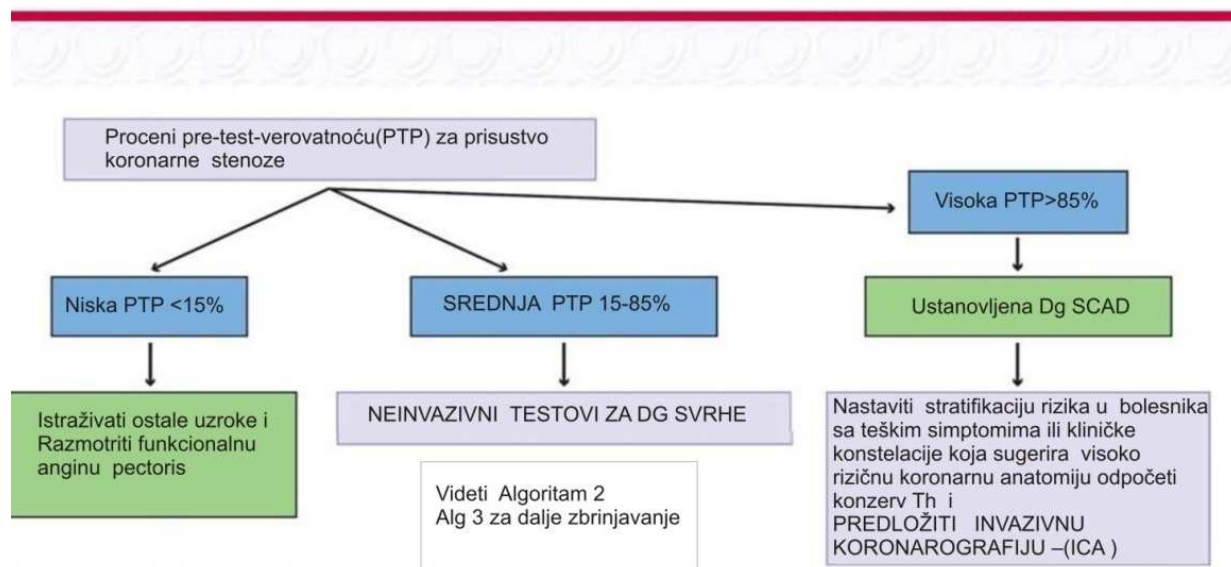 Proceni pre-test-verovatnoću(PTP) za prisustvo
koronarne stenoze
Visoka PTP>85%
Niska PTP <15%
SREDNJA PTP 15-85%
Ustanovljena Dg SCAD
Istraživati ostale uzroke i
Razmotriti funkcionalnu
anginu pectoris
NEINVAZIVNI TESTOVI ZA DG SVRHE
Videti Algoritam 2
Alg 3 za dalje zbrinjavanje
Nastaviti stratifikaciju rizika u bolesnika
sa teškim simptomima ili kliničke
konstelacije koja sugerira visoko
rizičnu koronarnu anatomiju odpočeti
konzerv Th i
PREDLOŽITI INVAZIVNU
KORONAROGRAFIJU –(ICA )